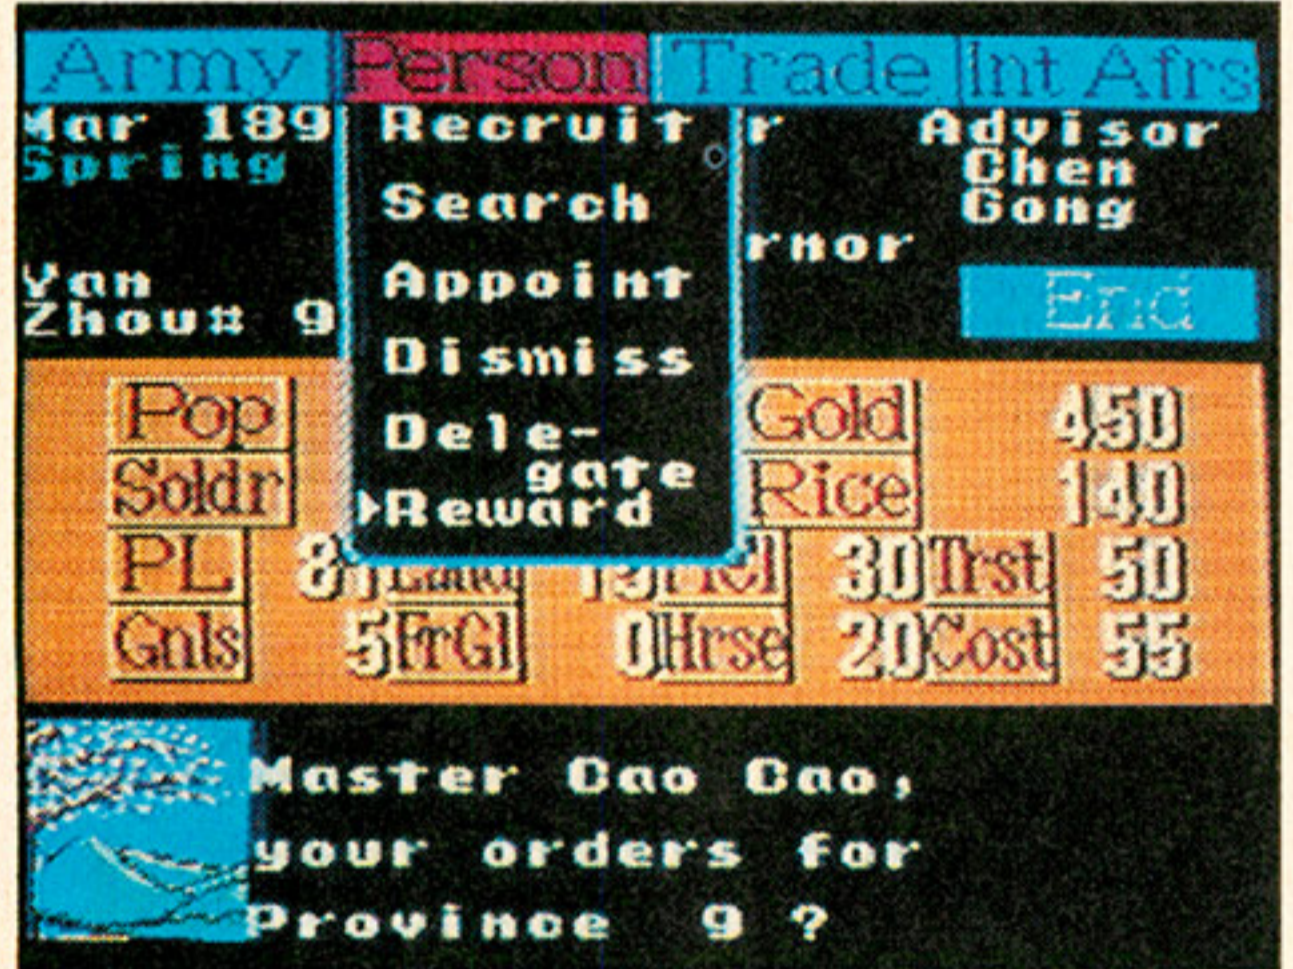 Army Person Trade Int Afrs
Mar 189 Recruit r Advisor
Spring Chen
Search Gong
rnor
Yan Appoint End
Zhou# 9
Dismiss
Pop Dele- Gold 450
gate
Soldr Reward Rice 140
PL 30 Trst 50
Gnls 5 FrGl 0 Hrse 20 Cost 55
Master Cao Cao,
your orders for
Province 9 ?